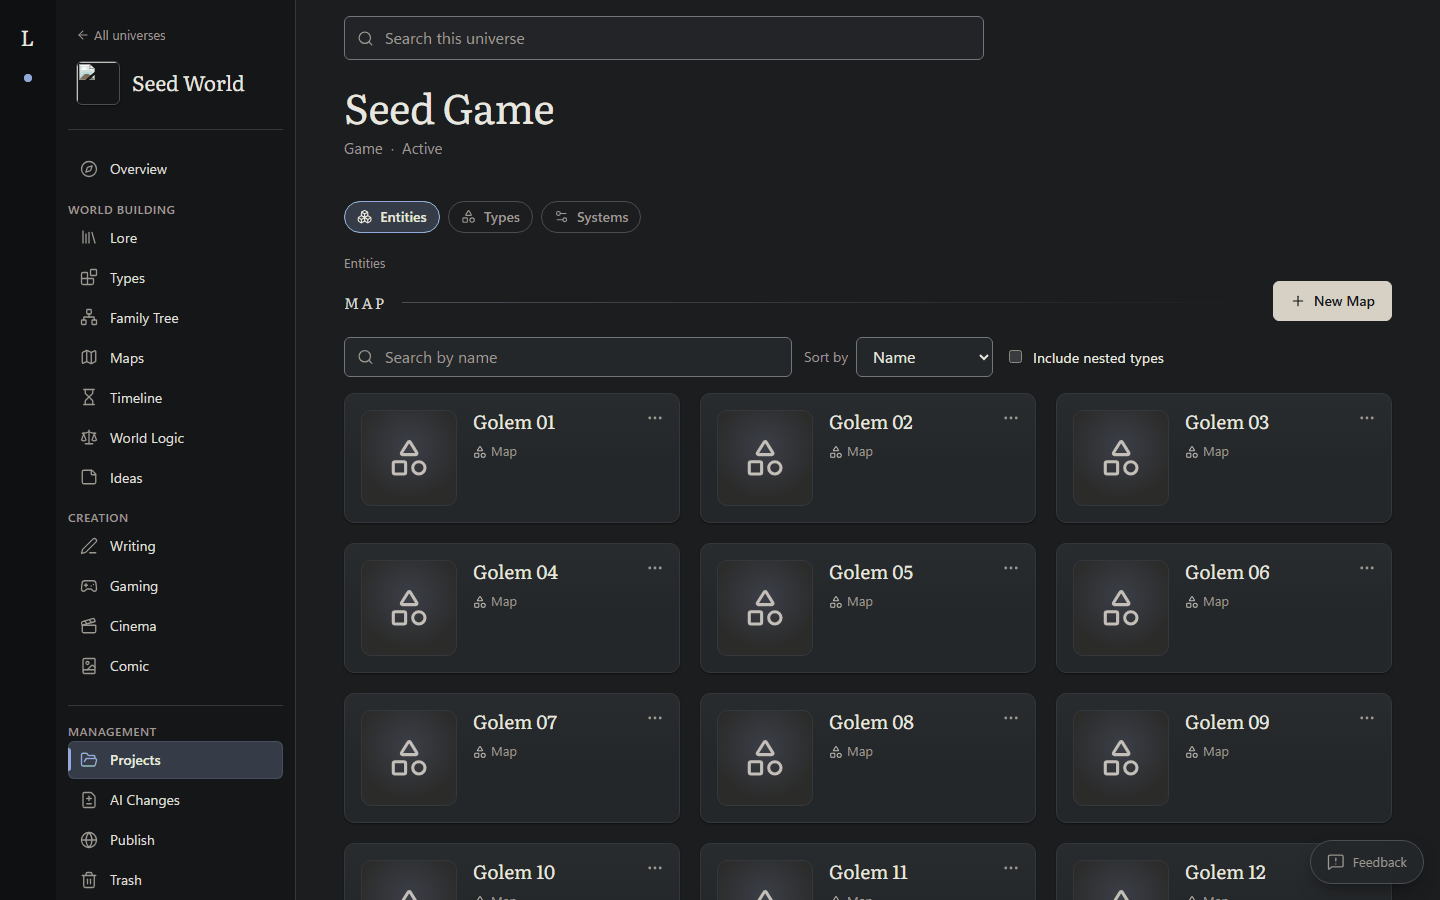 L
All universes
Seed World
Overview
WORLD BUILDING
Lore
Types
Family Tree
Maps
Timeline
World Logic
Ideas
CREATION
Writing
Gaming
Cinema
Comic
MANAGEMENT
Projects
AI Changes
Publish
Trash
Search this universe
Seed Game
Game · Active
Entities Types Systems
Entities
MAP
New Map
Search by name
Sort by Name Include nested types
Golem 01
Map
Golem 02
Map
Golem 03
Map
Golem 04
Map
Golem 05
Map
Golem 06
Map
Golem 07
Map
Golem 08
Map
Golem 09
Map
Golem 10
Golem 11
Golem 12
Feedback